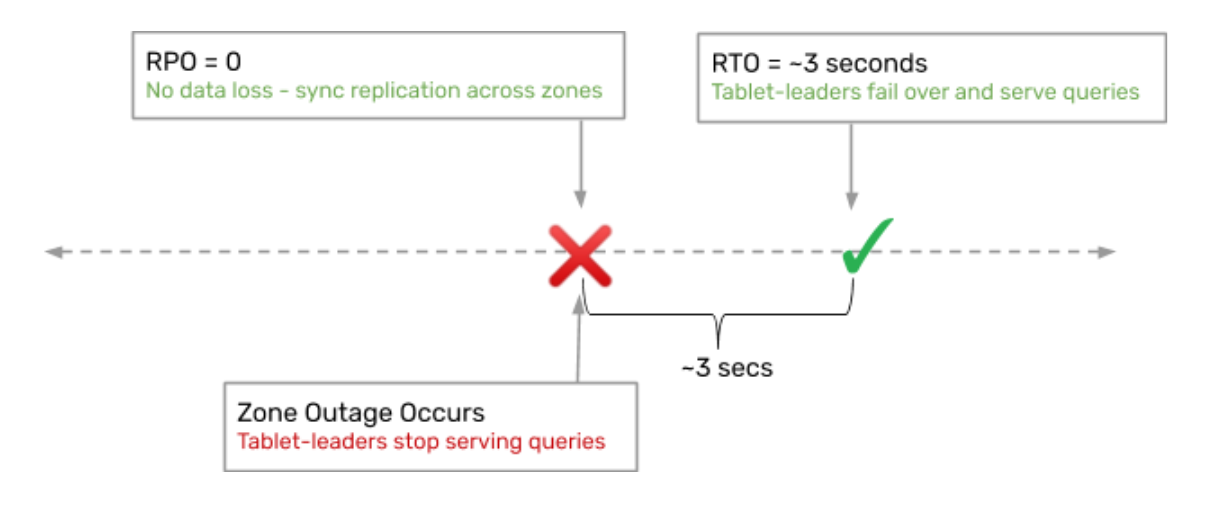 RPO = 0
No data loss - sync replication across zones
RTO = ~3 seconds
Tablet-leaders fail over and serve queries
~3 secs
Zone Outage Occurs
Tablet-leaders stop serving queries